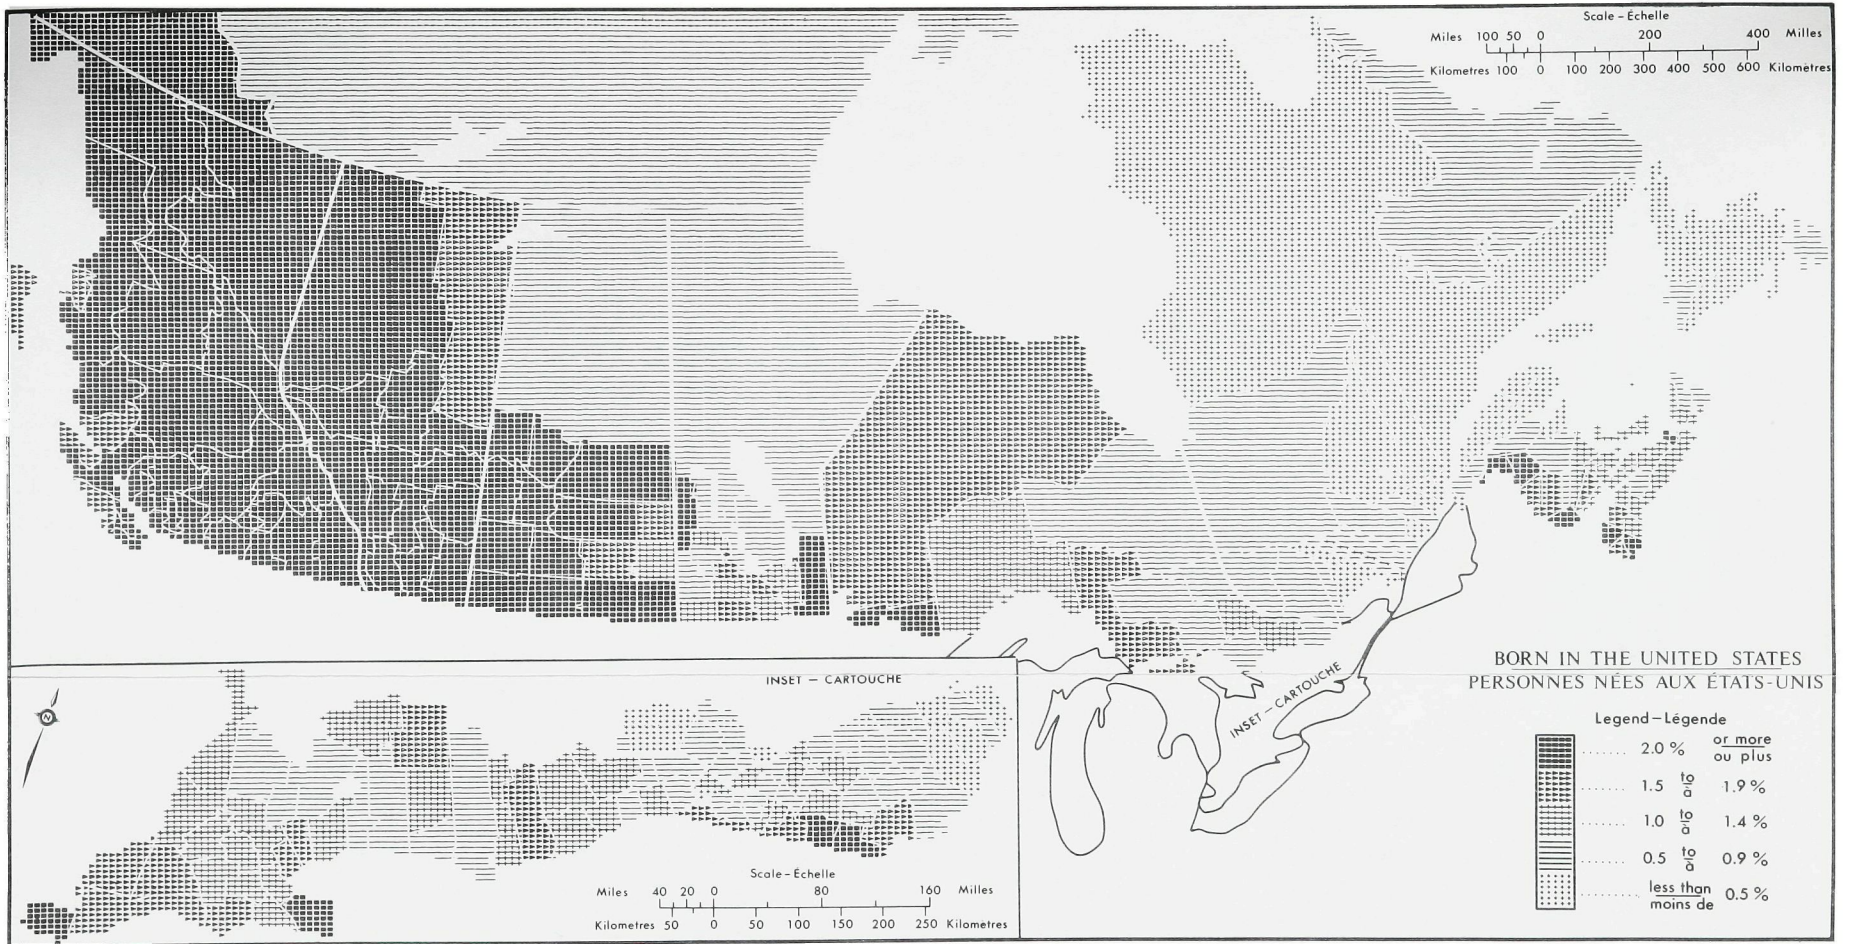 Scale – Échelle
Miles 100 50 0 200 400 Milles
Kilometres 100 0 100 200 300 400 500 600 Kilomètres
INSET – CARTOUCHE
N
INSET – CARTOUCHE
BORN IN THE UNITED STATES
PERSONNES NÉES AUX ÉTATS-UNIS
Legend – Légende
2.0 % or more ou plus
1.5 to à 1.9 %
1.0 to à 1.4 %
0.5 to à 0.9 %
less than moins de 0.5 %
Scale – Échelle
Miles 40 20 0 80 160 Milles
Kilometres 50 0 50 100 150 200 250 Kilomètres